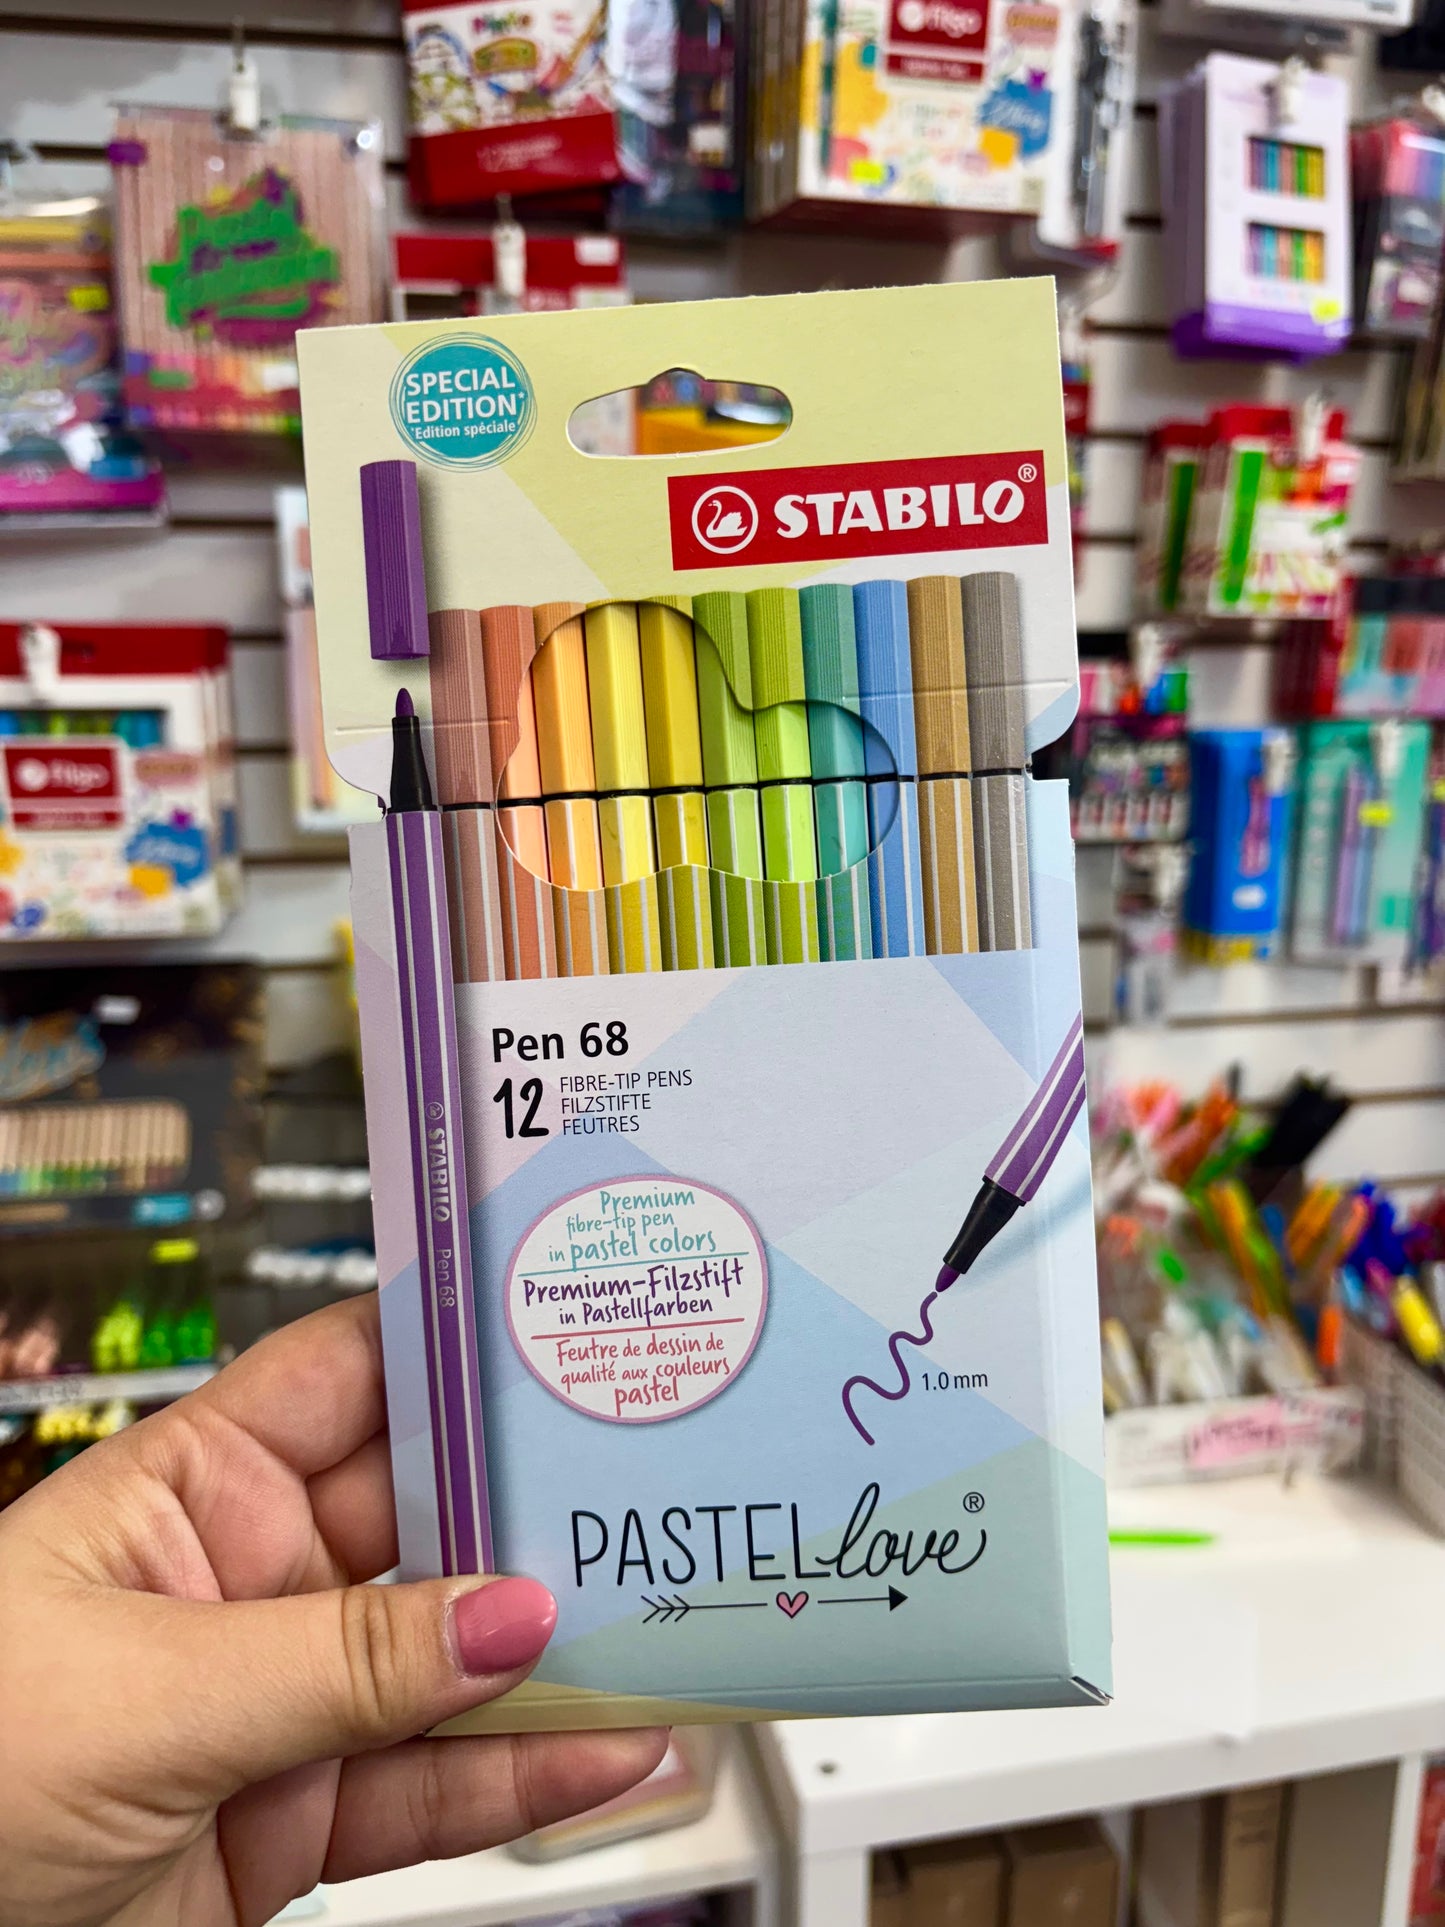 SPECIAL
EDITION*
*Edition spéciale
STABILO®
Pen 68
12
FIBRE-TIP PENS
FILZSTIFTE
FEUTRES
STABILO Pen 68
Premium
fibre-tip pen
in pastel colors
Premium-Filzstift
in Pastellfarben
Feutre de dessin de
qualité aux couleurs
pastel
1.0 mm
PASTELlove®
filgo
filgo